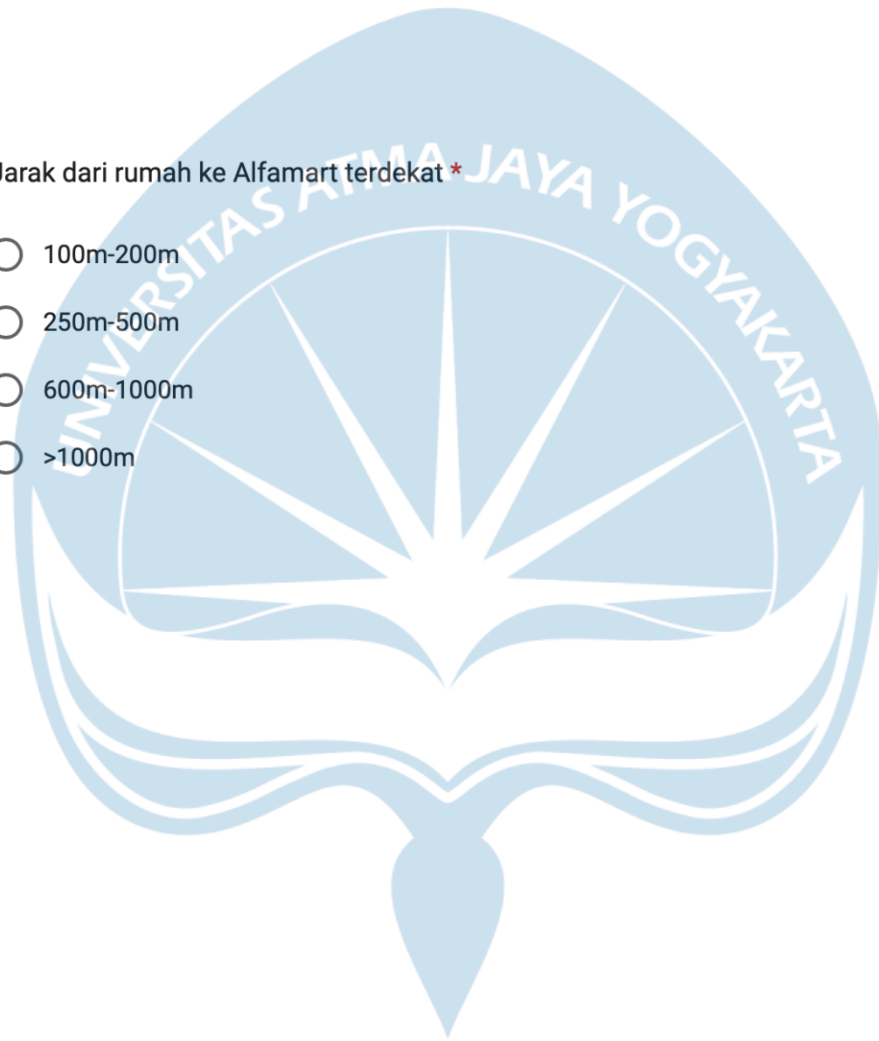 Jarak dari rumah ke Alfamart terdekat *
100m-200m
250m-500m
600m-1000m
>1000m
UNIVERSITAS ATMA JAYA YOGYAKARTA